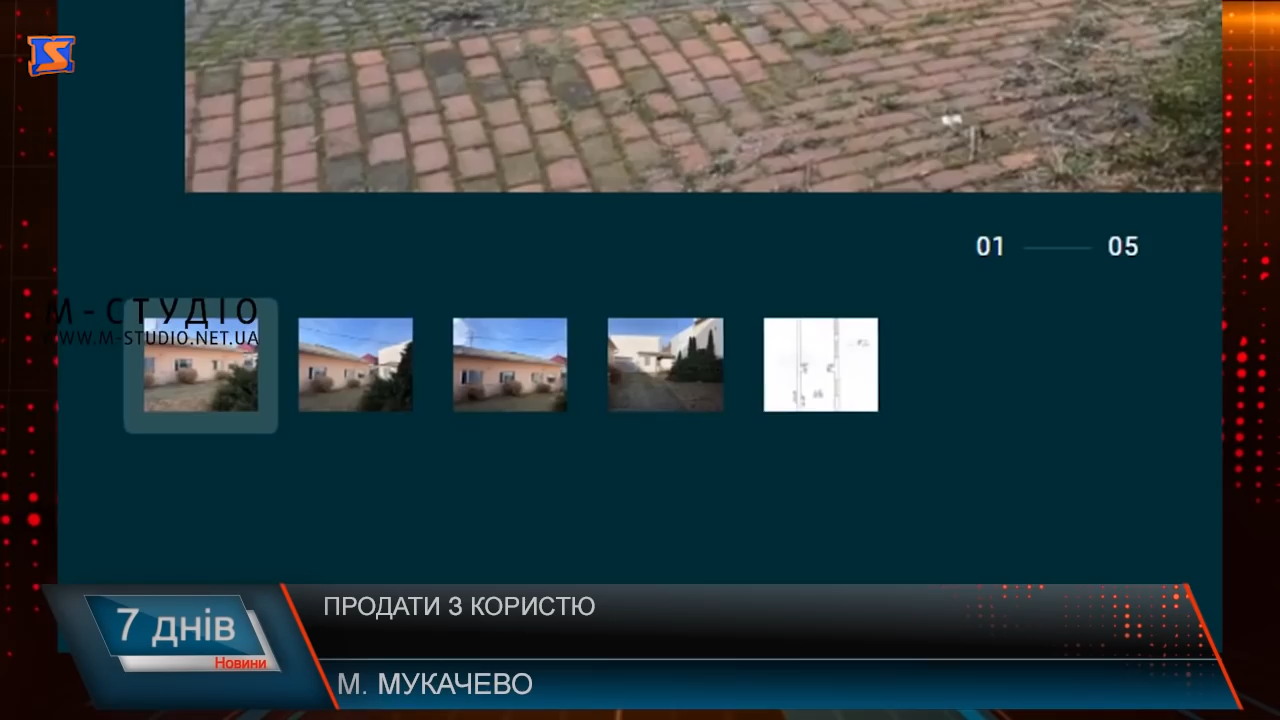 01 05
М-СТУДІО
WWW.M-STUDIO.NET.UA
7 днів
Новини
ПРОДАТИ З КОРИСТЮ
М. МУКАЧЕВО